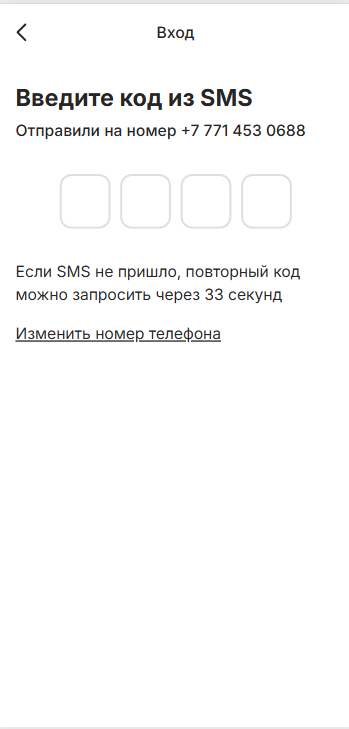 Вход
Введите код из SMS
Отправили на номер +7 771 453 0688
Если SMS не пришло, повторный код
можно запросить через 33 секунд
Изменить номер телефона